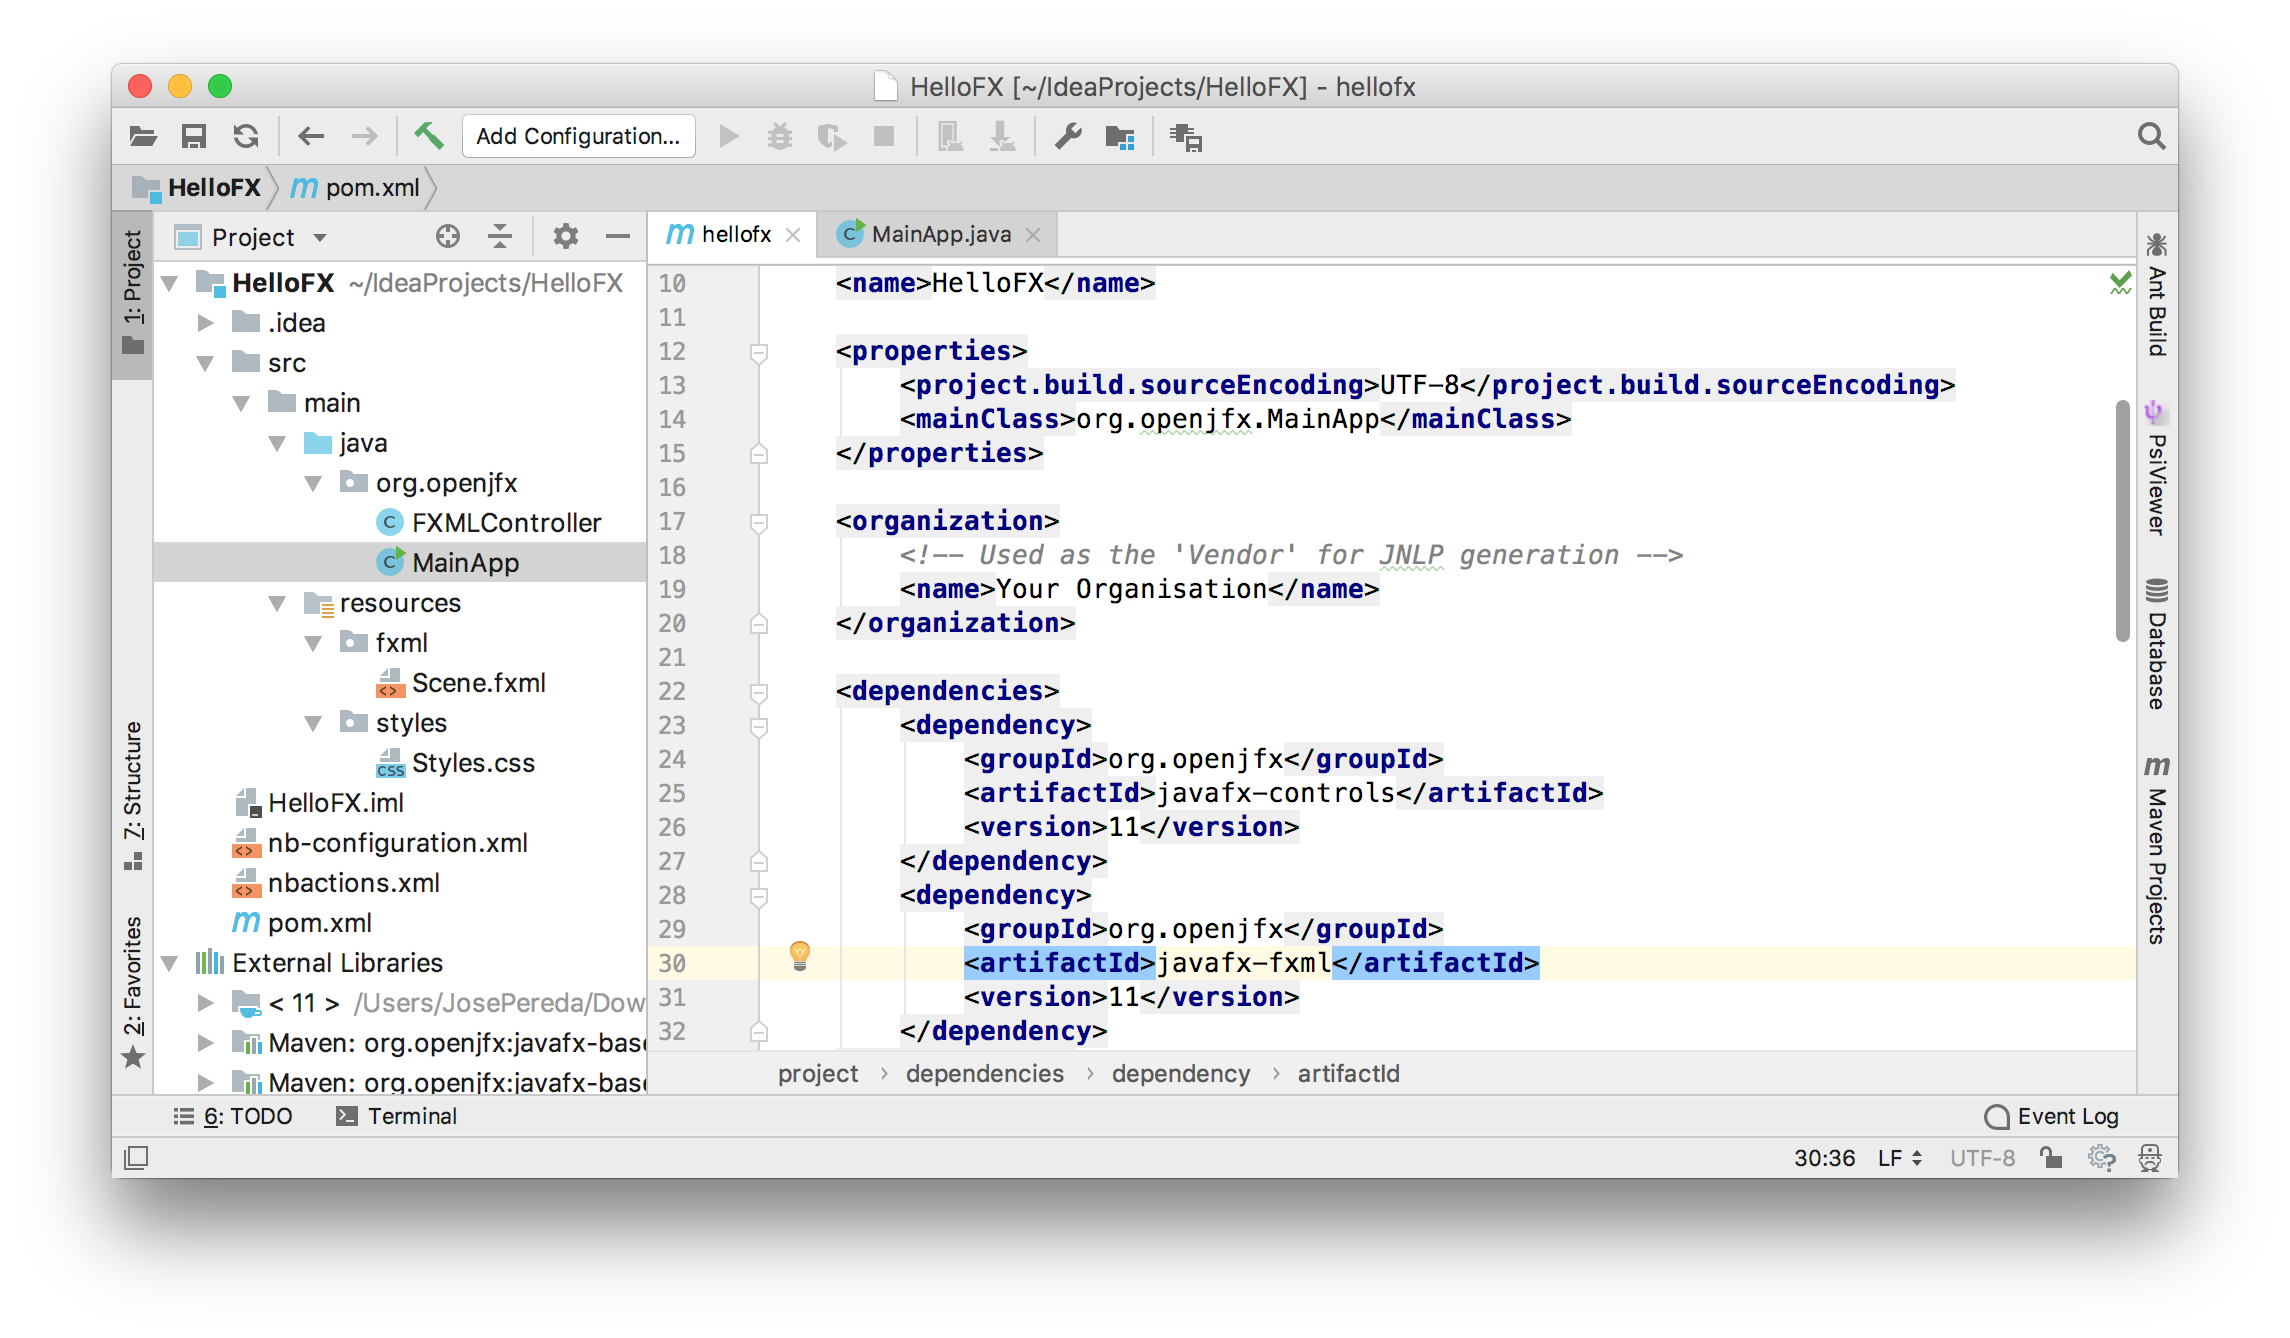 HelloFX [~/IdeaProjects/HelloFX] - hellofx
Add Configuration...
HelloFX
pom.xml
1: Project
7: Structure
2: Favorites
Project
HelloFX ~/IdeaProjects/HelloFX
.idea
src
main
java
org.openjfx
FXMLController
MainApp
resources
fxml
Scene.fxml
styles
Styles.css
HelloFX.iml
nb-configuration.xml
nbactions.xml
pom.xml
External Libraries
< 11 > /Users/JosePereda/Dow
Maven: org.openjfx:javafx-bas
Maven: org.openjfx:javafx-bas
hellofx
MainApp.java
10 <name>HelloFX</name>
11
12 <properties>
13 <project.build.sourceEncoding>UTF-8</project.build.sourceEncoding>
14 <mainClass>org.openjfx.MainApp</mainClass>
15 </properties>
16
17 <organization>
18 <!-- Used as the 'Vendor' for JNLP generation -->
19 <name>Your Organisation</name>
20 </organization>
21
22 <dependencies>
23 <dependency>
24 <groupId>org.openjfx</groupId>
25 <artifactId>javafx-controls</artifactId>
26 <version>11</version>
27 </dependency>
28 <dependency>
29 <groupId>org.openjfx</groupId>
30 <artifactId>javafx-fxml</artifactId>
31 <version>11</version>
32 </dependency>
project › dependencies › dependency › artifactId
Ant Build
PsiViewer
Database
Maven Projects
6: TODO
Terminal
Event Log
30:36 LF UTF-8